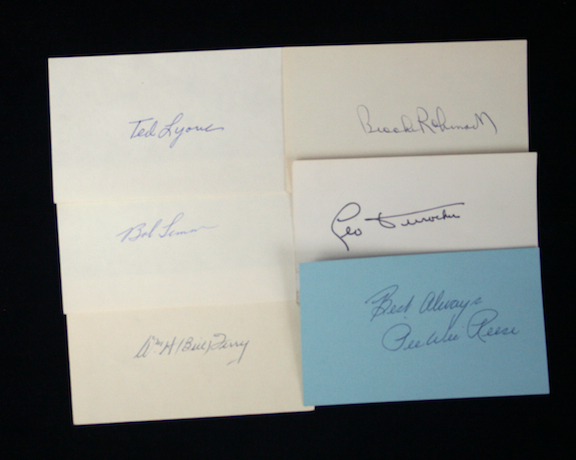 Ted Lyons
Brooks Robinson
Bob Lemon
Leo Durocher
Wm H (Bill) Terry
Best Always
Pee Wee Reese